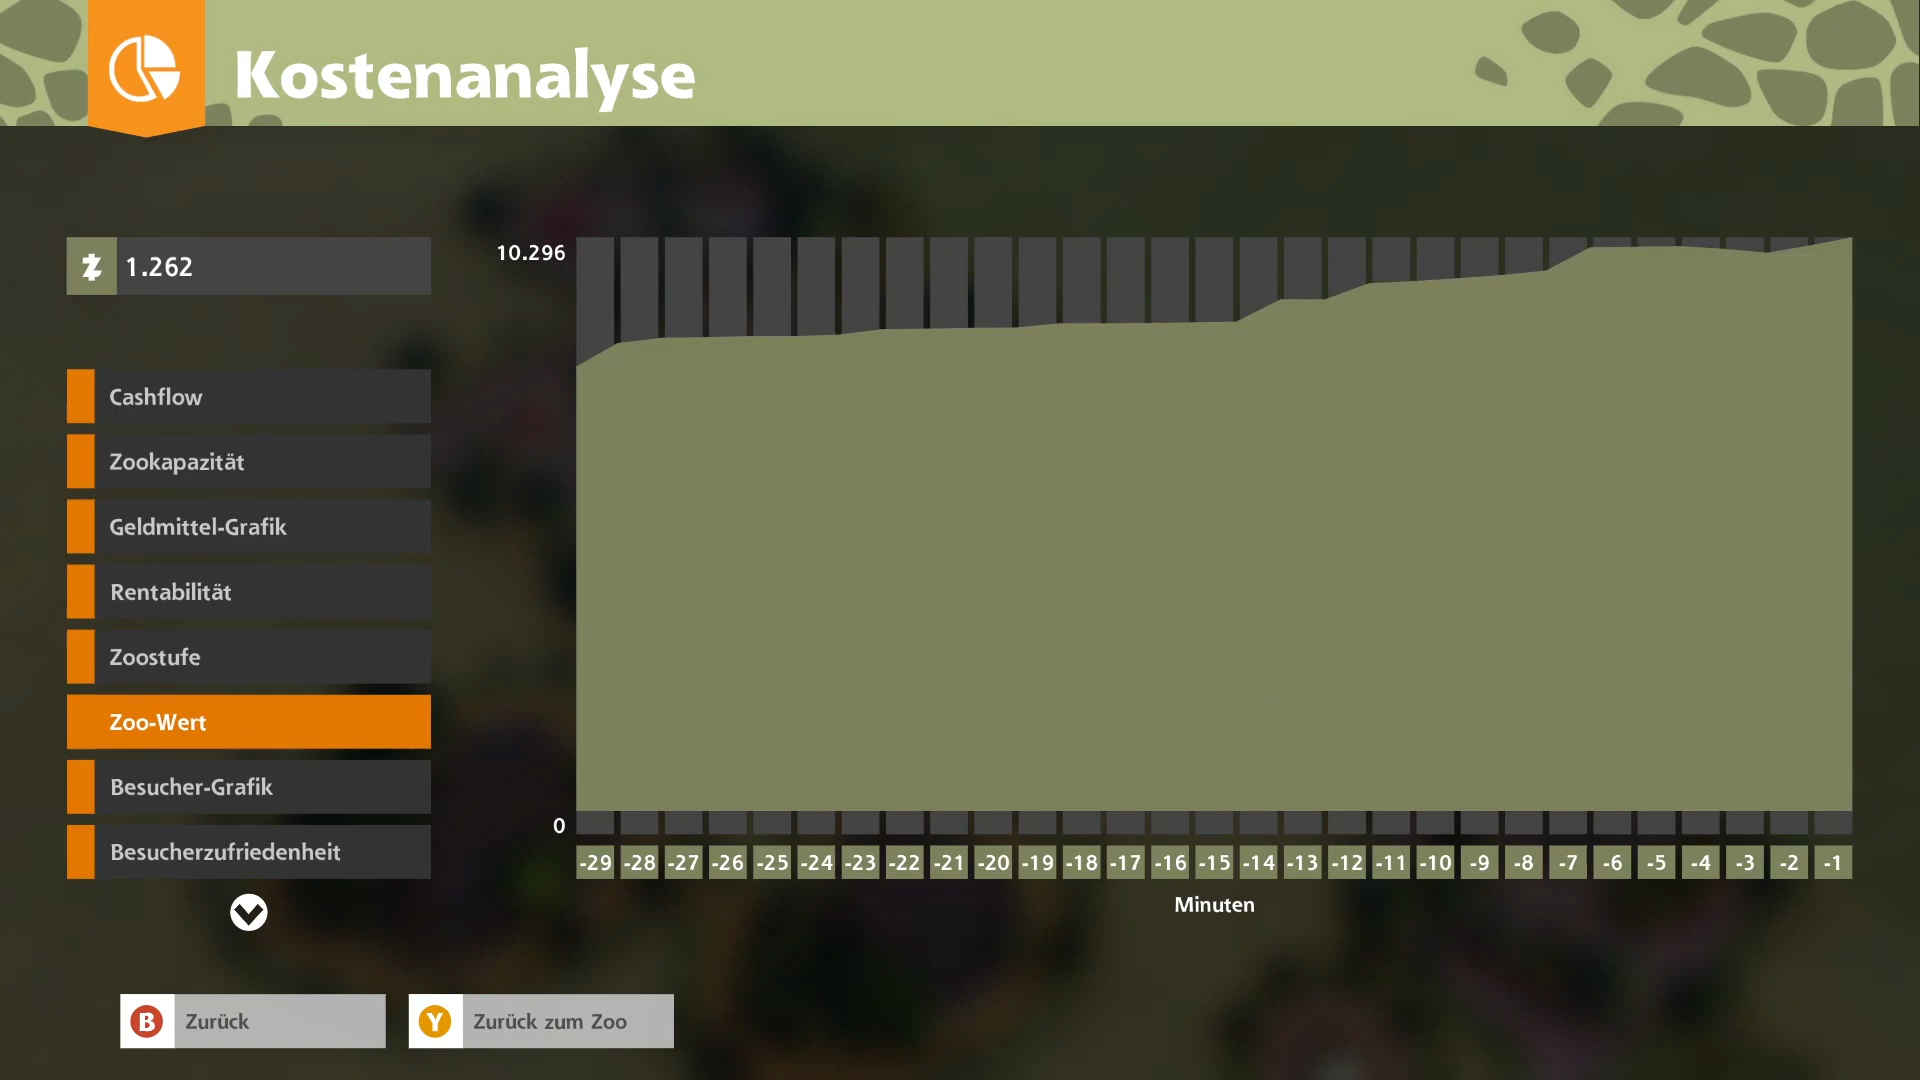 Kostenanalyse
1.262
Cashflow
Zookapazität
Geldmittel-Grafik
Rentabilität
Zoostufe
Zoo-Wert
Besucher-Grafik
Besucherzufriedenheit
10.296
0
-29 -28 -27 -26 -25 -24 -23 -22 -21 -20 -19 -18 -17 -16 -15 -14 -13 -12 -11 -10 -9 -8 -7 -6 -5 -4 -3 -2 -1
Minuten
B Zurück
Y Zurück zum Zoo